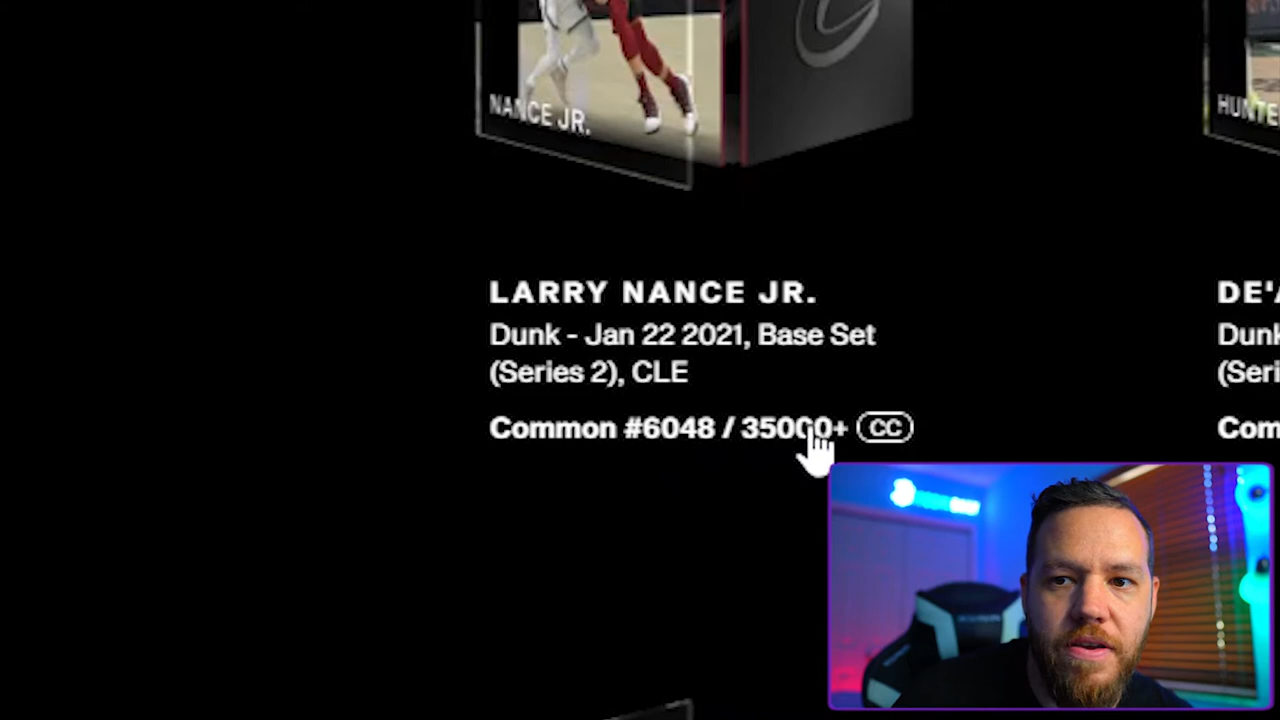 NANCE JR.
HUNTE
LARRY NANCE JR.
Dunk - Jan 22 2021, Base Set
(Series 2), CLE
Common #6048 / 35000+ CC
DE'A
Dunk
(Seri
Com